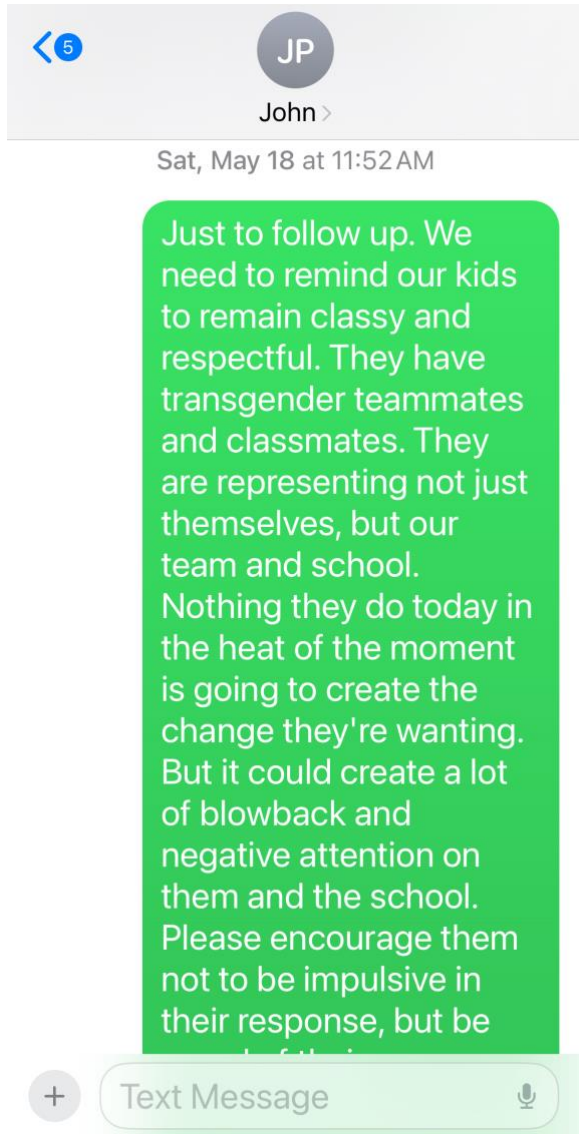 5
JP
John
Sat, May 18 at 11:52 AM
Just to follow up. We
need to remind our kids
to remain classy and
respectful. They have
transgender teammates
and classmates. They
are representing not just
themselves, but our
team and school.
Nothing they do today in
the heat of the moment
is going to create the
change they're wanting.
But it could create a lot
of blowback and
negative attention on
them and the school.
Please encourage them
not to be impulsive in
their response, but be
Text Message